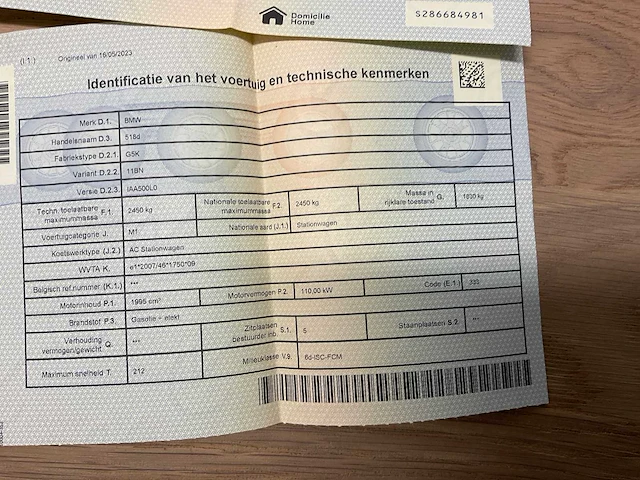 Domicilie
Home
S286684981
(I.1.) Origineel van 16/05/2023
Identificatie van het voertuig en technische kenmerken
Merk D.1. BMW
Handelsnaam D.3. 518d
Fabriekstype D.2.1. G5K
Variant D.2.2. 11BN
Versie D.2.3. IAA500L0
Techn. toelaatbare maximummassa F.1. 2450 kg Nationale toelaatbare maximummassa F.2. 2450 kg Massa in rijklare toestand G. 1830 kg
Voertuigcategorie J. M1 Nationale aard (J.1.) Stationwagen
Koetswerktype (J.2.) AC Stationwagen
WVTA K. e1*2007/46*1750*09
Belgisch ref.nummer (K.1.) ***
Motorinhoud P.1. 1995 cm³ Motorvermogen P.2. 110,00 kW Code (E.1.) 333
Brandstof P.3. Gasolie + elekt
Verhouding vermogen/gewicht Q. *** Zitplaatsen bestuurder inb. S.1. 5 Staanplaatsen S.2. ***
Maximum snelheid T. 212 Milieuklasse V.9. 6d-ISC-FCM